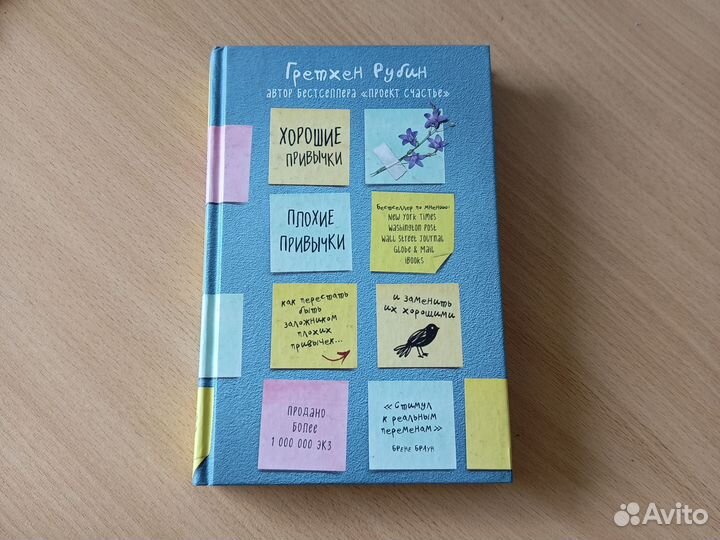 Гретхен Рубин
автор бестселлера «Проект Счастье»
ХОРОШИЕ
ПРИВЫЧКИ
ПЛОХИЕ
ПРИВЫЧКИ
Бестселлер по мнению:
New York Times
Washington Post
Wall Street Journal
Globe & Mail
iBooks
как перестать
быть
заложником
плохих
привычек...
и заменить
их хорошими
ПРОДАНО
БОЛЕЕ
1 000 000 ЭКЗ
«Стимул
к реальным
переменам»
Брене Браун
Avito